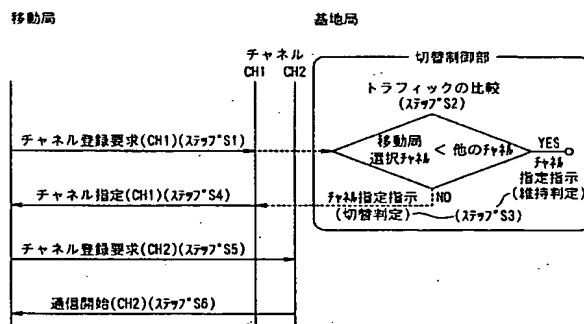 移動局
基地局
チャネル
CH1 CH2
切替制御部
トラフィックの比較
(ステップS2)
チャネル登録要求(CH1)(ステップS1)
移動局
選択チャネル < 他のチャネル
YES
チャネル
指定指示
(維持判定)
チャネル指定(CH1)(ステップS4)
チャネル指定指示
NO
(切替判定)
(ステップS3)
チャネル登録要求(CH2)(ステップS5)
通信開始(CH2)(ステップS6)